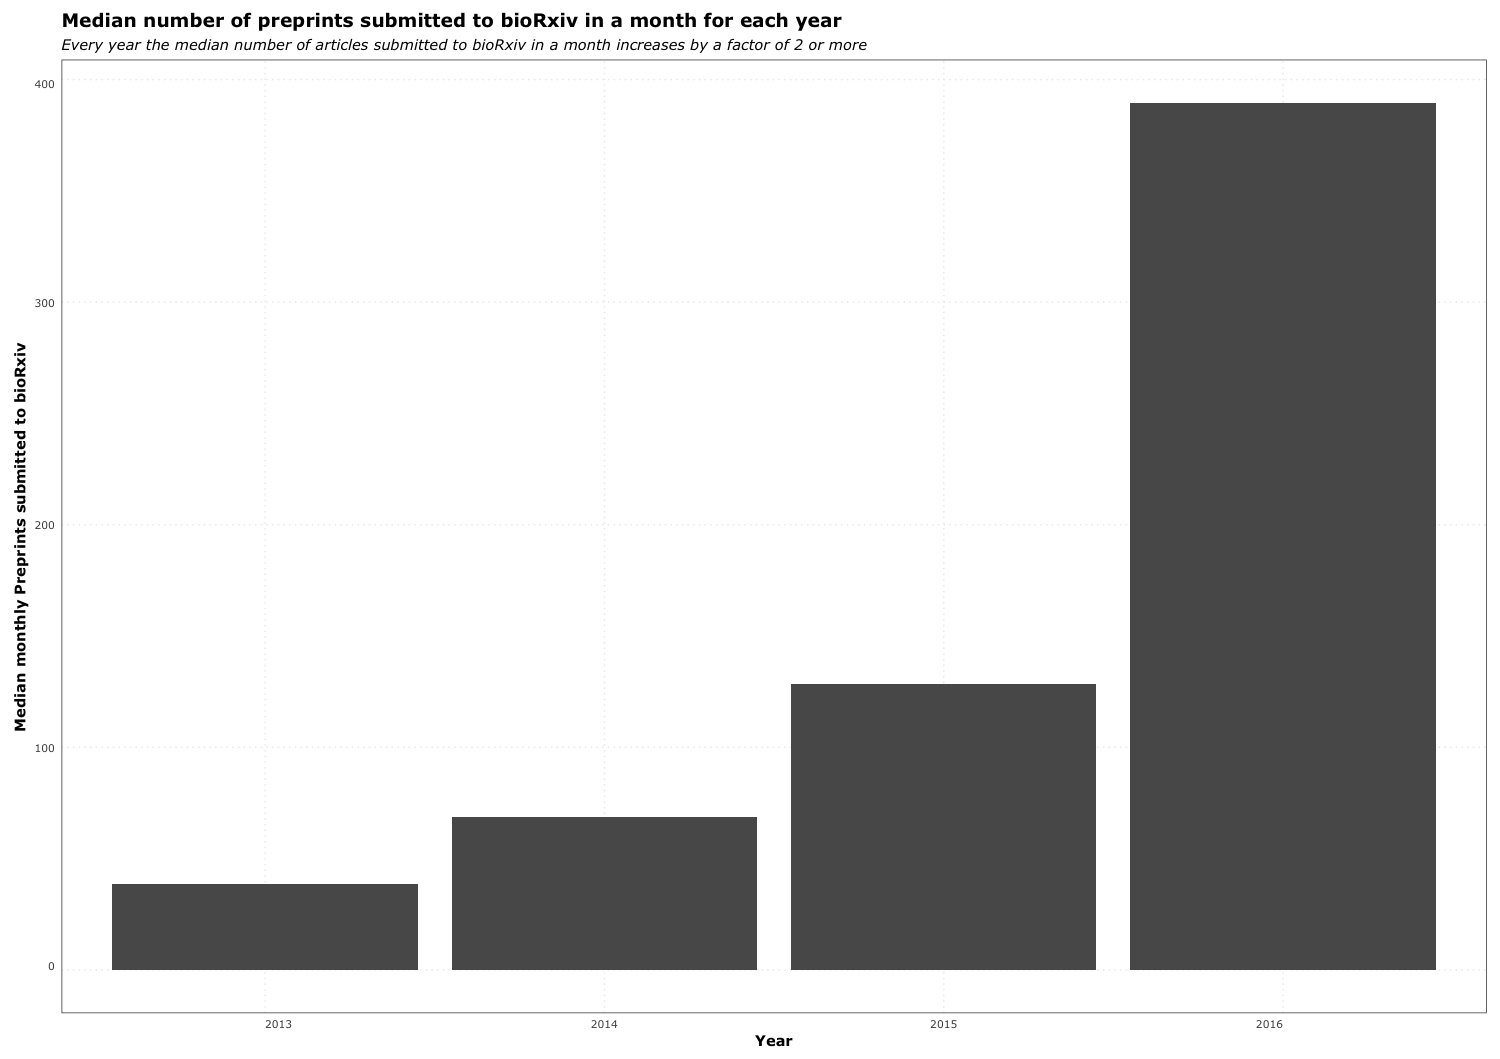 Median number of preprints submitted to bioRxiv in a month for each year
Every year the median number of articles submitted to bioRxiv in a month increases by a factor of 2 or more
Median monthly Preprints submitted to bioRxiv
400
300
200
100
0
2013
2014
2015
2016
Year